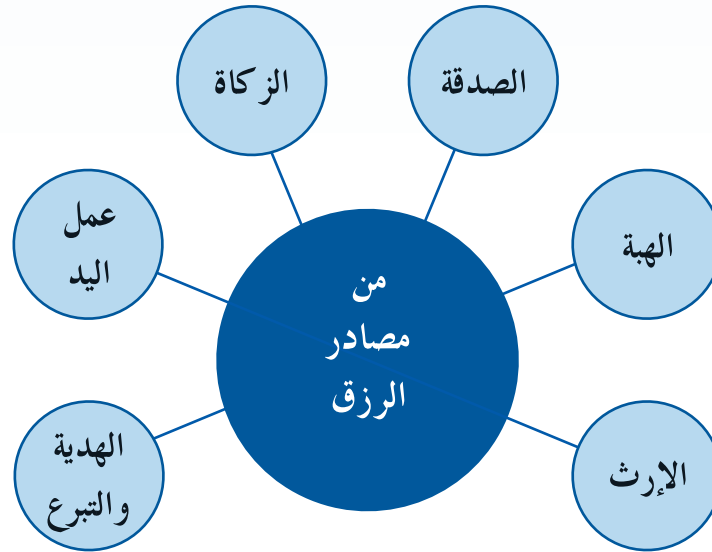 من
مصادر
الرزق
الصدقة
الهبة
الإرث
الزكاة
عمل
اليد
الهدية
والتبرع